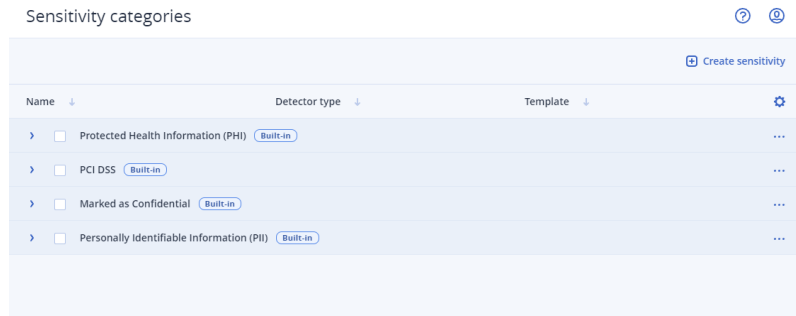 Sensitivity categories
Create sensitivity
Name Detector type Template
Protected Health Information (PHI) Built-in
PCI DSS Built-in
Marked as Confidential Built-in
Personally Identifiable Information (PII) Built-in